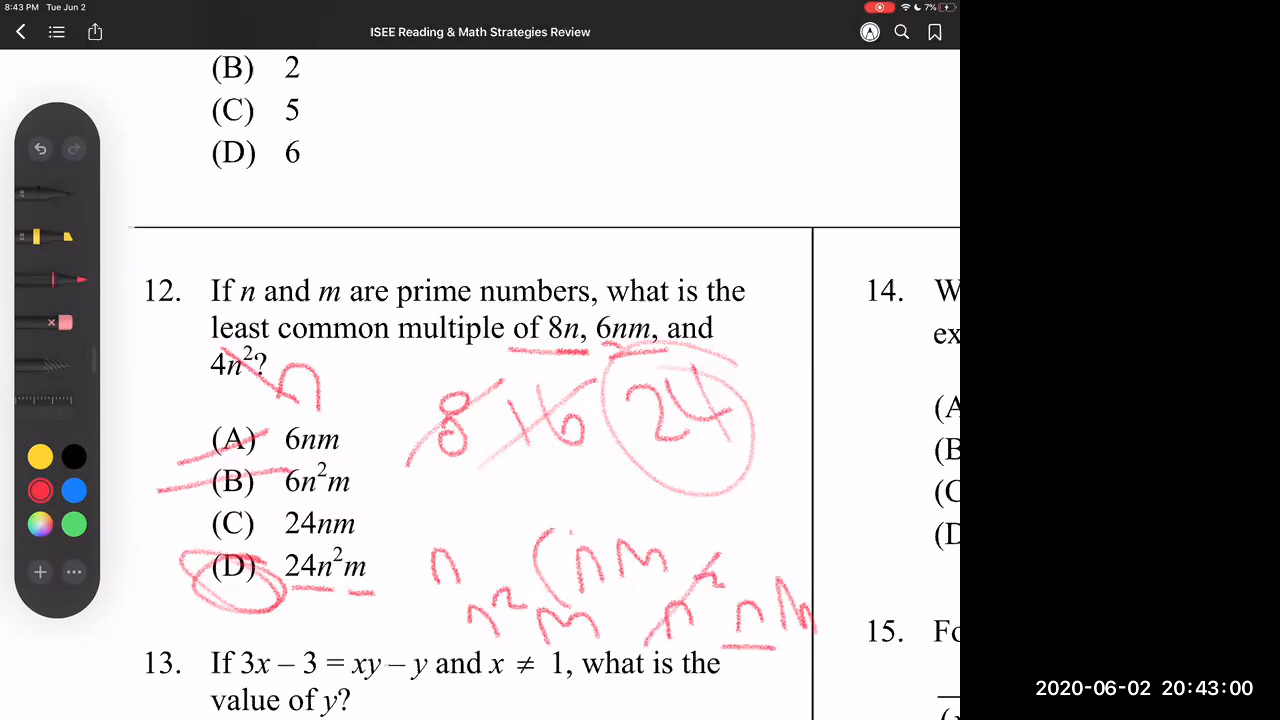 8:43 PM Tue Jun 2
7%
ISEE Reading & Math Strategies Review
(B) 2
(C) 5
(D) 6
12. If n and m are prime numbers, what is the
least common multiple of 8n, 6nm, and
4n²?
n
8 16 24
(A) 6nm
(B) 6n²m
(C) 24nm
(D) 24n²m
n (nm
n²m n² nm
13. If 3x – 3 = xy – y and x ≠ 1, what is the
value of y?
14. W
ex
(A
(B
(C
(D
15. Fo
2020-06-02 20:43:00